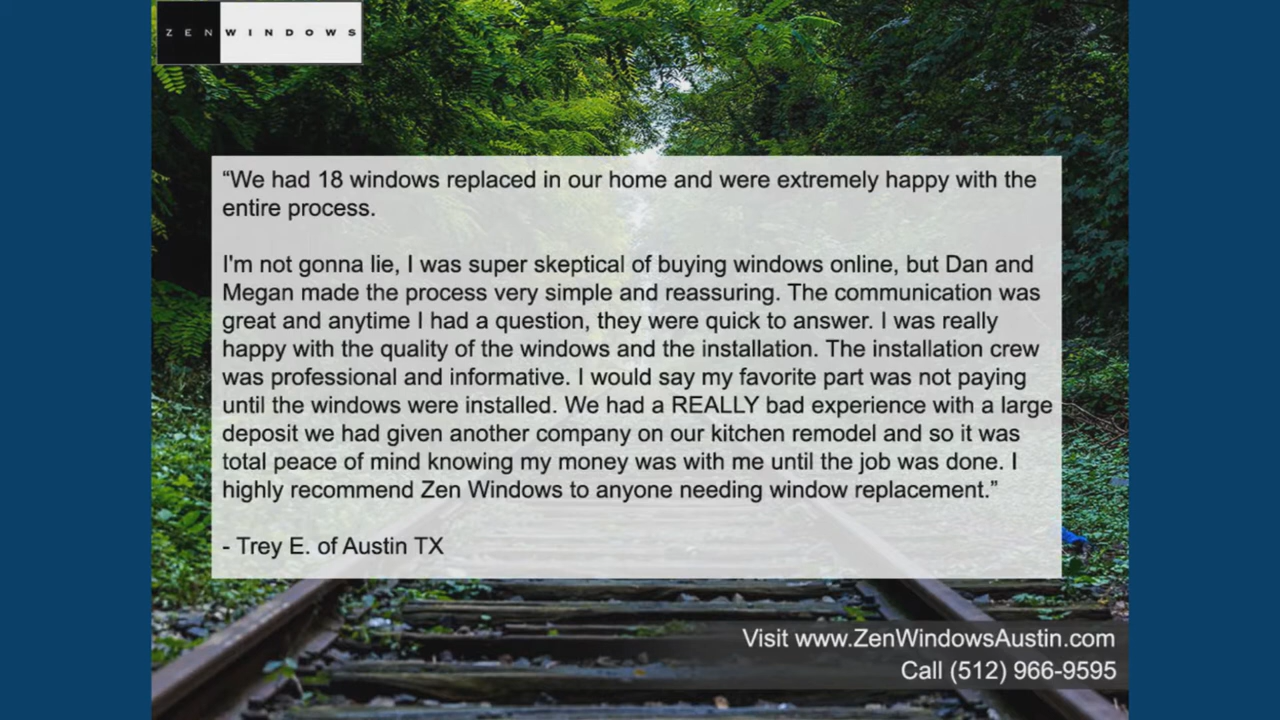 ZEN WINDOWS
“We had 18 windows replaced in our home and were extremely happy with the
entire process.
I'm not gonna lie, I was super skeptical of buying windows online, but Dan and
Megan made the process very simple and reassuring. The communication was
great and anytime I had a question, they were quick to answer. I was really
happy with the quality of the windows and the installation. The installation crew
was professional and informative. I would say my favorite part was not paying
until the windows were installed. We had a REALLY bad experience with a large
deposit we had given another company on our kitchen remodel and so it was
total peace of mind knowing my money was with me until the job was done. I
highly recommend Zen Windows to anyone needing window replacement.”
- Trey E. of Austin TX
Visit www.ZenWindowsAustin.com
Call (512) 966-9595